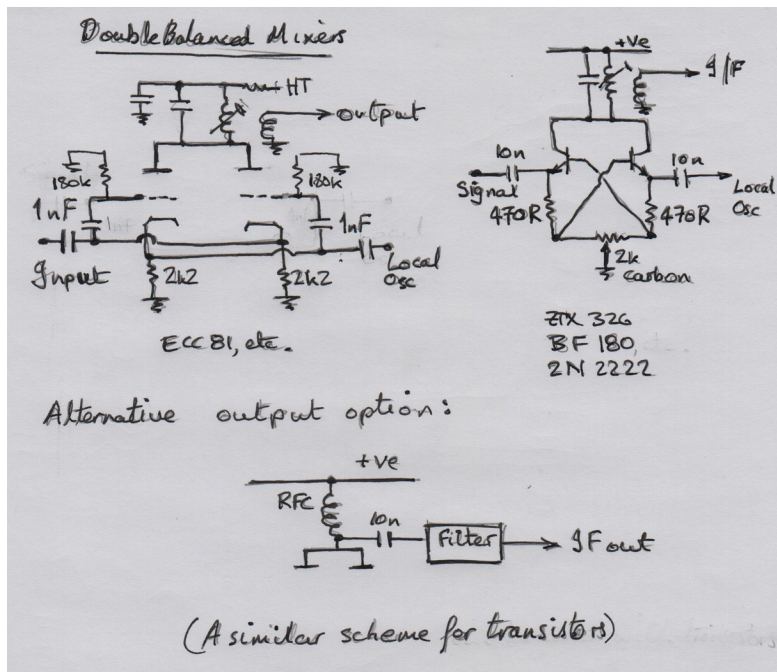 Double Balanced Mixers
+Ve
HT
I/F
output
10n
10n
180k
180k
Signal
Local
Osc
1nF
1nF
470R
470R
Input
2k2
2k2
Local
Osc
2k
carbon
ECC 81, etc.
ZTX 326
BF 180,
2N 2222
Alternative output option:
+ve
RFC
10n
Filter
IF out
(A similar scheme for transistors)